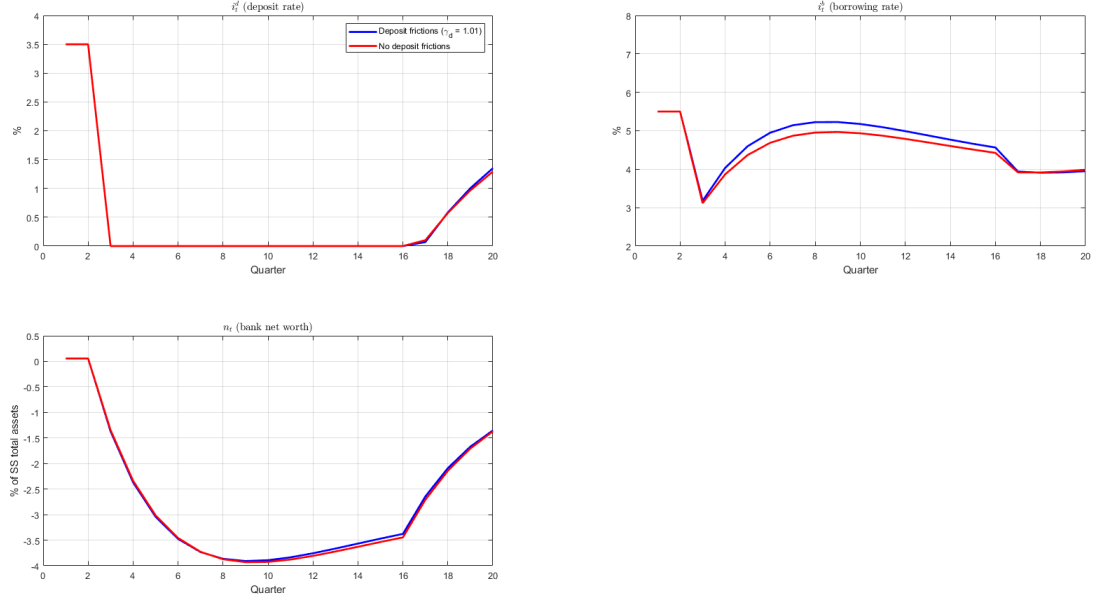 i_t^d (deposit rate)
4
3.5
3
2.5
2
1.5
1
0.5
0
%
Deposit frictions (γ_d = 1.01)
No deposit frictions
0 2 4 6 8 10 12 14 16 18 20
Quarter
i_t^b (borrowing rate)
8
7
6
5
4
3
2
%
0 2 4 6 8 10 12 14 16 18 20
Quarter
n_t (bank net worth)
0.5
0
-0.5
-1
-1.5
-2
-2.5
-3
-3.5
-4
% of SS total assets
0 2 4 6 8 10 12 14 16 18 20
Quarter